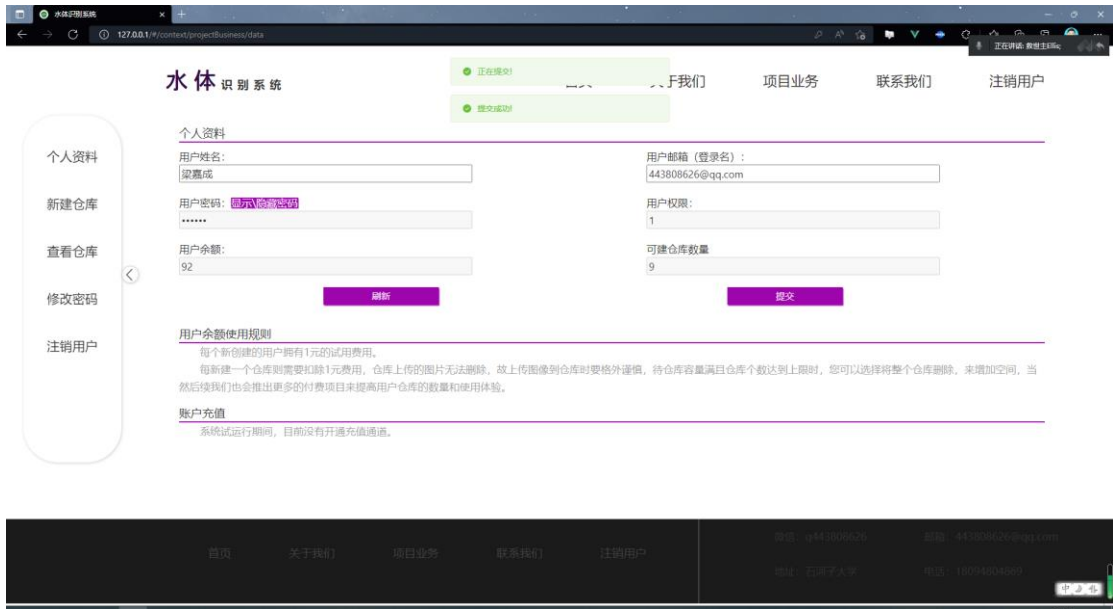 水体识别系统
127.0.0.1/#/context/projectBusiness/data
正在讲话: 救世主Ellic;
水体 识别系统
正在提交!
关于我们
项目业务
联系我们
注销用户
提交成功!
个人资料
新建仓库
查看仓库
修改密码
注销用户
个人资料
用户姓名:
梁嘉成
用户邮箱（登录名）:
443808626@qq.com
用户密码: 显示\隐藏密码
••••••
用户权限:
1
用户余额:
92
可建仓库数量
9
刷新
提交
用户余额使用规则
每个新创建的用户拥有1元的试用费用。
每新建一个仓库则需要扣除1元费用，仓库上传的图片无法删除，故上传图像到仓库时要格外谨慎，待仓库容量满且仓库个数达到上限时，您可以选择将整个仓库删除，来增加空间，当
然后续我们也会推出更多的付费项目来提高用户仓库的数量和使用体验。
账户充值
系统试运行期间，目前没有开通充值通道。
首页
关于我们
项目业务
联系我们
注销用户
微信: q443808626
邮箱: 443808626@qq.com
地址: 石河子大学
电话: 18094804869
中